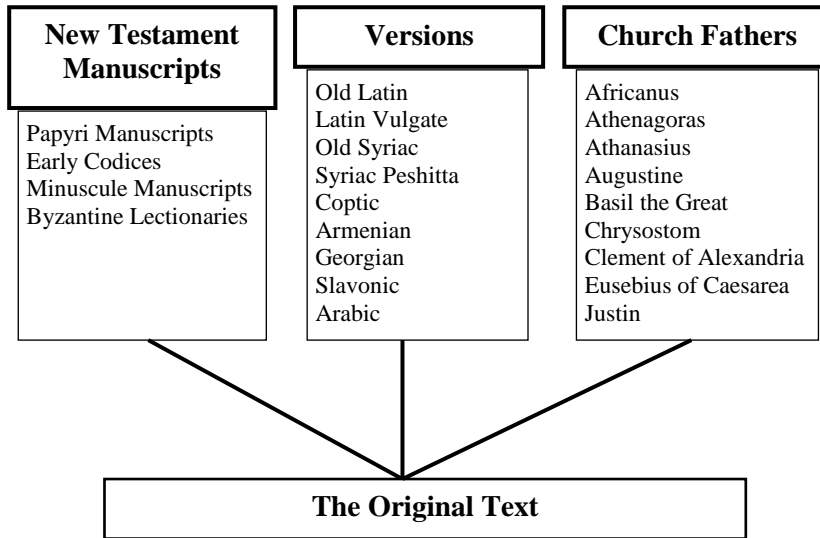 New Testament
Manuscripts
Papyri Manuscripts
Early Codices
Minuscule Manuscripts
Byzantine Lectionaries
Versions
Old Latin
Latin Vulgate
Old Syriac
Syriac Peshitta
Coptic
Armenian
Georgian
Slavonic
Arabic
Church Fathers
Africanus
Athenagoras
Athanasius
Augustine
Basil the Great
Chrysostom
Clement of Alexandria
Eusebius of Caesarea
Justin
The Original Text